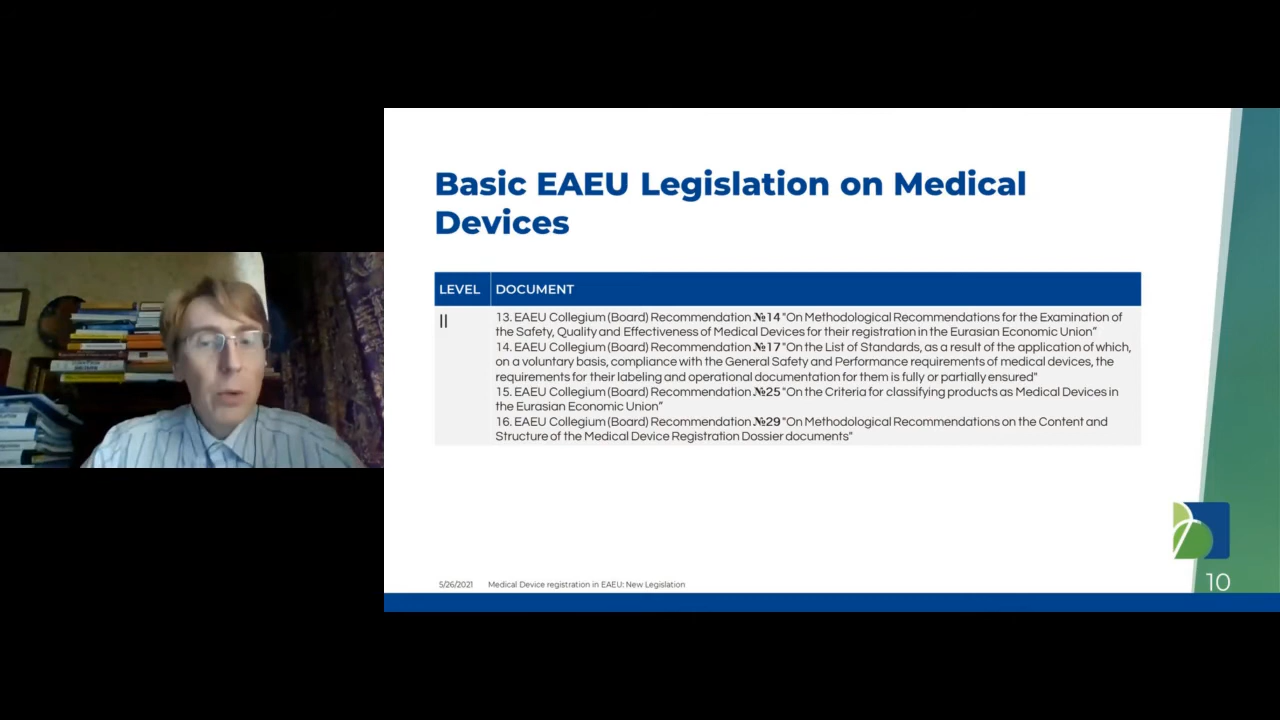 Basic EAEU Legislation on Medical
Devices
LEVEL DOCUMENT
II
13. EAEU Collegium (Board) Recommendation №14 "On Methodological Recommendations for the Examination of
the Safety, Quality and Effectiveness of Medical Devices for their registration in the Eurasian Economic Union"
14. EAEU Collegium (Board) Recommendation №17 "On the List of Standards, as a result of the application of which,
on a voluntary basis, compliance with the General Safety and Performance requirements of medical devices, the
requirements for their labeling and operational documentation for them is fully or partially ensured"
15. EAEU Collegium (Board) Recommendation №25 "On the Criteria for classifying products as Medical Devices in
the Eurasian Economic Union"
16. EAEU Collegium (Board) Recommendation №29 "On Methodological Recommendations on the Content and
Structure of the Medical Device Registration Dossier documents"
5/26/2021 Medical Device registration in EAEU: New Legislation
10